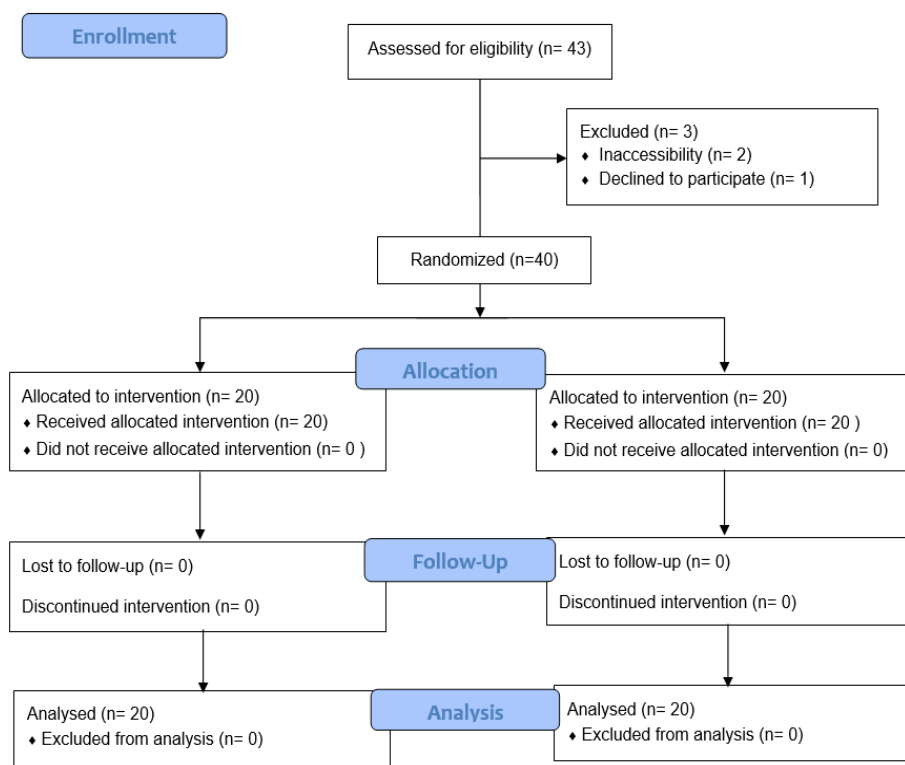 Enrollment
Assessed for eligibility (n= 43)
Excluded (n= 3)
♦ Inaccessibility (n= 2)
♦ Declined to participate (n= 1)
Randomized (n=40)
Allocation
Allocated to intervention (n= 20)
♦ Received allocated intervention (n= 20)
♦ Did not receive allocated intervention (n= 0 )
Allocated to intervention (n= 20)
♦ Received allocated intervention (n= 20 )
♦ Did not receive allocated intervention (n= 0)
Follow-Up
Lost to follow-up (n= 0)
Discontinued intervention (n= 0)
Lost to follow-up (n= 0)
Discontinued intervention (n= 0)
Analysis
Analysed (n= 20)
♦ Excluded from analysis (n= 0)
Analysed (n= 20)
♦ Excluded from analysis (n= 0)